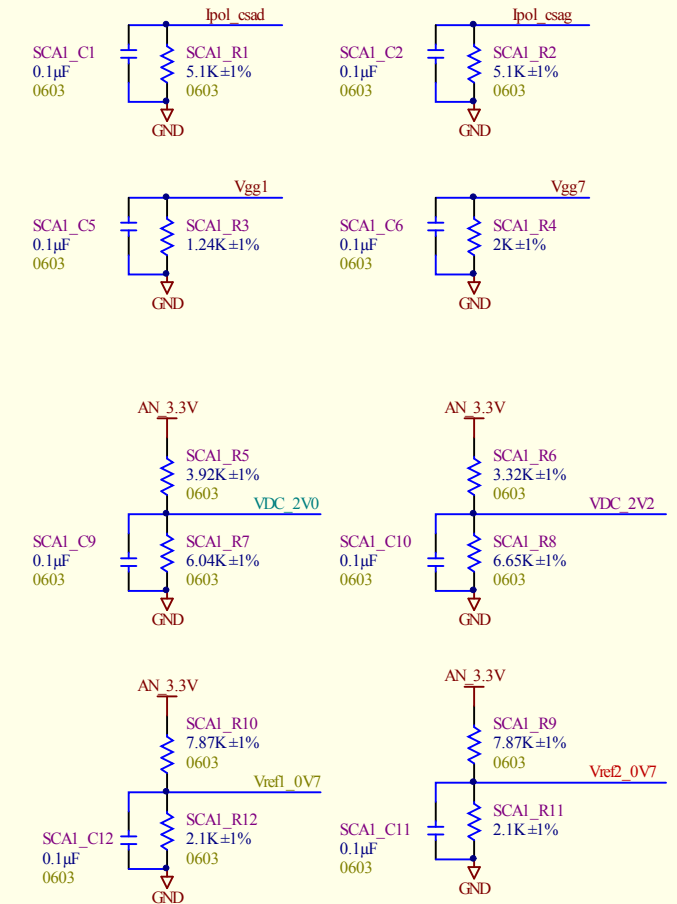 Ipol_csad
SCA1_C1
0.1µF
0603
SCA1_R1
5.1K±1%
0603
GND
Ipol_csag
SCA1_C2
0.1µF
0603
SCA1_R2
5.1K±1%
0603
GND
Vgg1
SCA1_C5
0.1µF
0603
SCA1_R3
1.24K±1%
GND
Vgg7
SCA1_C6
0.1µF
0603
SCA1_R4
2K±1%
GND
AN_3.3V
SCA1_R5
3.92K±1%
0603
VDC_2V0
SCA1_C9
0.1µF
0603
SCA1_R7
6.04K±1%
0603
GND
AN_3.3V
SCA1_R6
3.32K±1%
0603
VDC_2V2
SCA1_C10
0.1µF
0603
SCA1_R8
6.65K±1%
0603
GND
AN_3.3V
SCA1_R10
7.87K±1%
0603
Vref1_0V7
SCA1_C12
0.1µF
0603
SCA1_R12
2.1K±1%
0603
GND
AN_3.3V
SCA1_R9
7.87K±1%
0603
Vref2_0V7
SCA1_C11
0.1µF
0603
SCA1_R11
2.1K±1%
GND